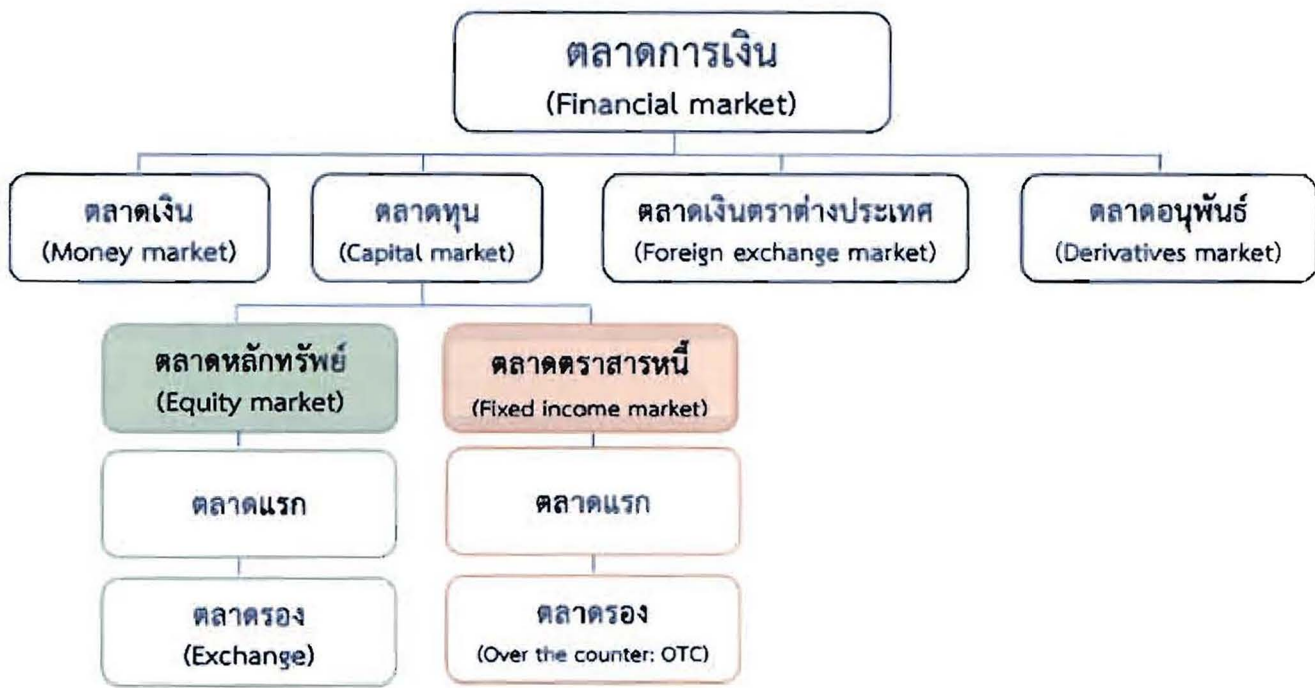 ตลาดการเงิน
(Financial market)
ตลาดเงิน
(Money market)
ตลาดทุน
(Capital market)
ตลาดเงินตราต่างประเทศ
(Foreign exchange market)
ตลาดอนุพันธ์
(Derivatives market)
ตลาดหลักทรัพย์
(Equity market)
ตลาดตราสารหนี้
(Fixed income market)
ตลาดแรก
ตลาดแรก
ตลาดรอง
(Exchange)
ตลาดรอง
(Over the counter: OTC)